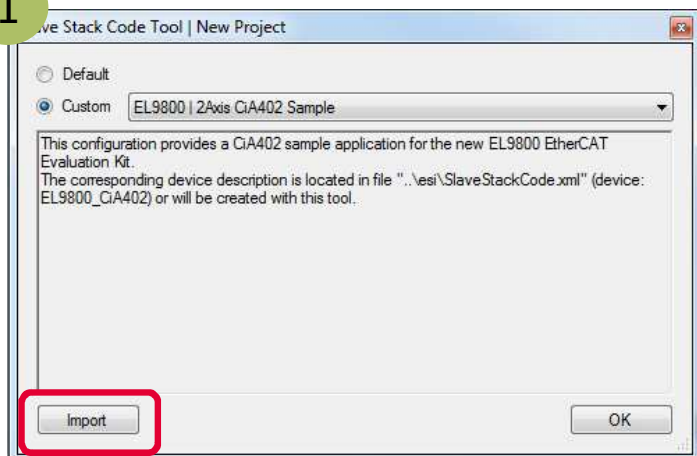 1
ve Stack Code Tool | New Project
Default
Custom EL9800 | 2Axis CiA402 Sample
This configuration provides a CiA402 sample application for the new EL9800 EtherCAT
Evaluation Kit.
The corresponding device description is located in file "..\esi\SlaveStackCode.xml" (device:
EL9800_CiA402) or will be created with this tool.
Import OK